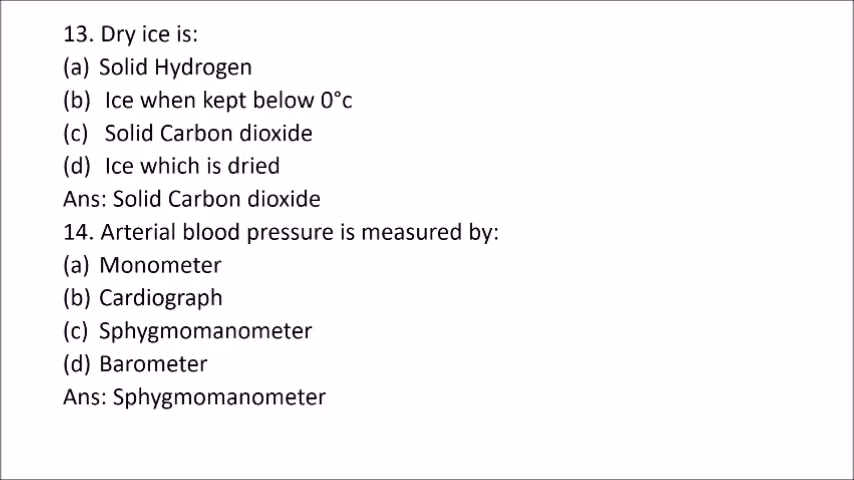 13. Dry ice is:
(a) Solid Hydrogen
(b) Ice when kept below 0°c
(c) Solid Carbon dioxide
(d) Ice which is dried
Ans: Solid Carbon dioxide
14. Arterial blood pressure is measured by:
(a) Monometer
(b) Cardiograph
(c) Sphygmomanometer
(d) Barometer
Ans: Sphygmomanometer